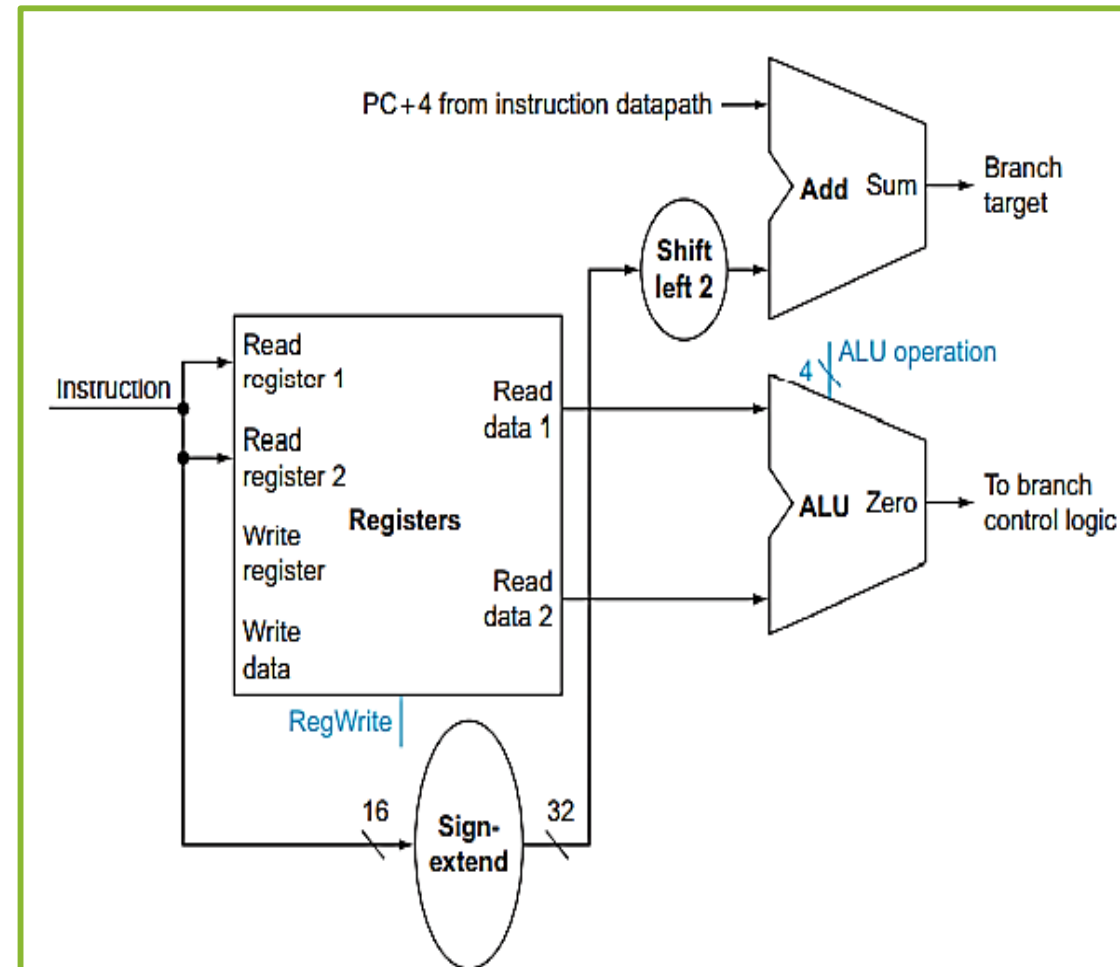 PC+4 from instruction datapath
Add Sum
Branch
target
Shift
left 2
ALU operation
4
Instruction
Read
register 1
Read
data 1
Read
register 2
Registers
ALU Zero
To branch
control logic
Write
register
Read
data 2
Write
data
RegWrite
16
Sign-
extend
32